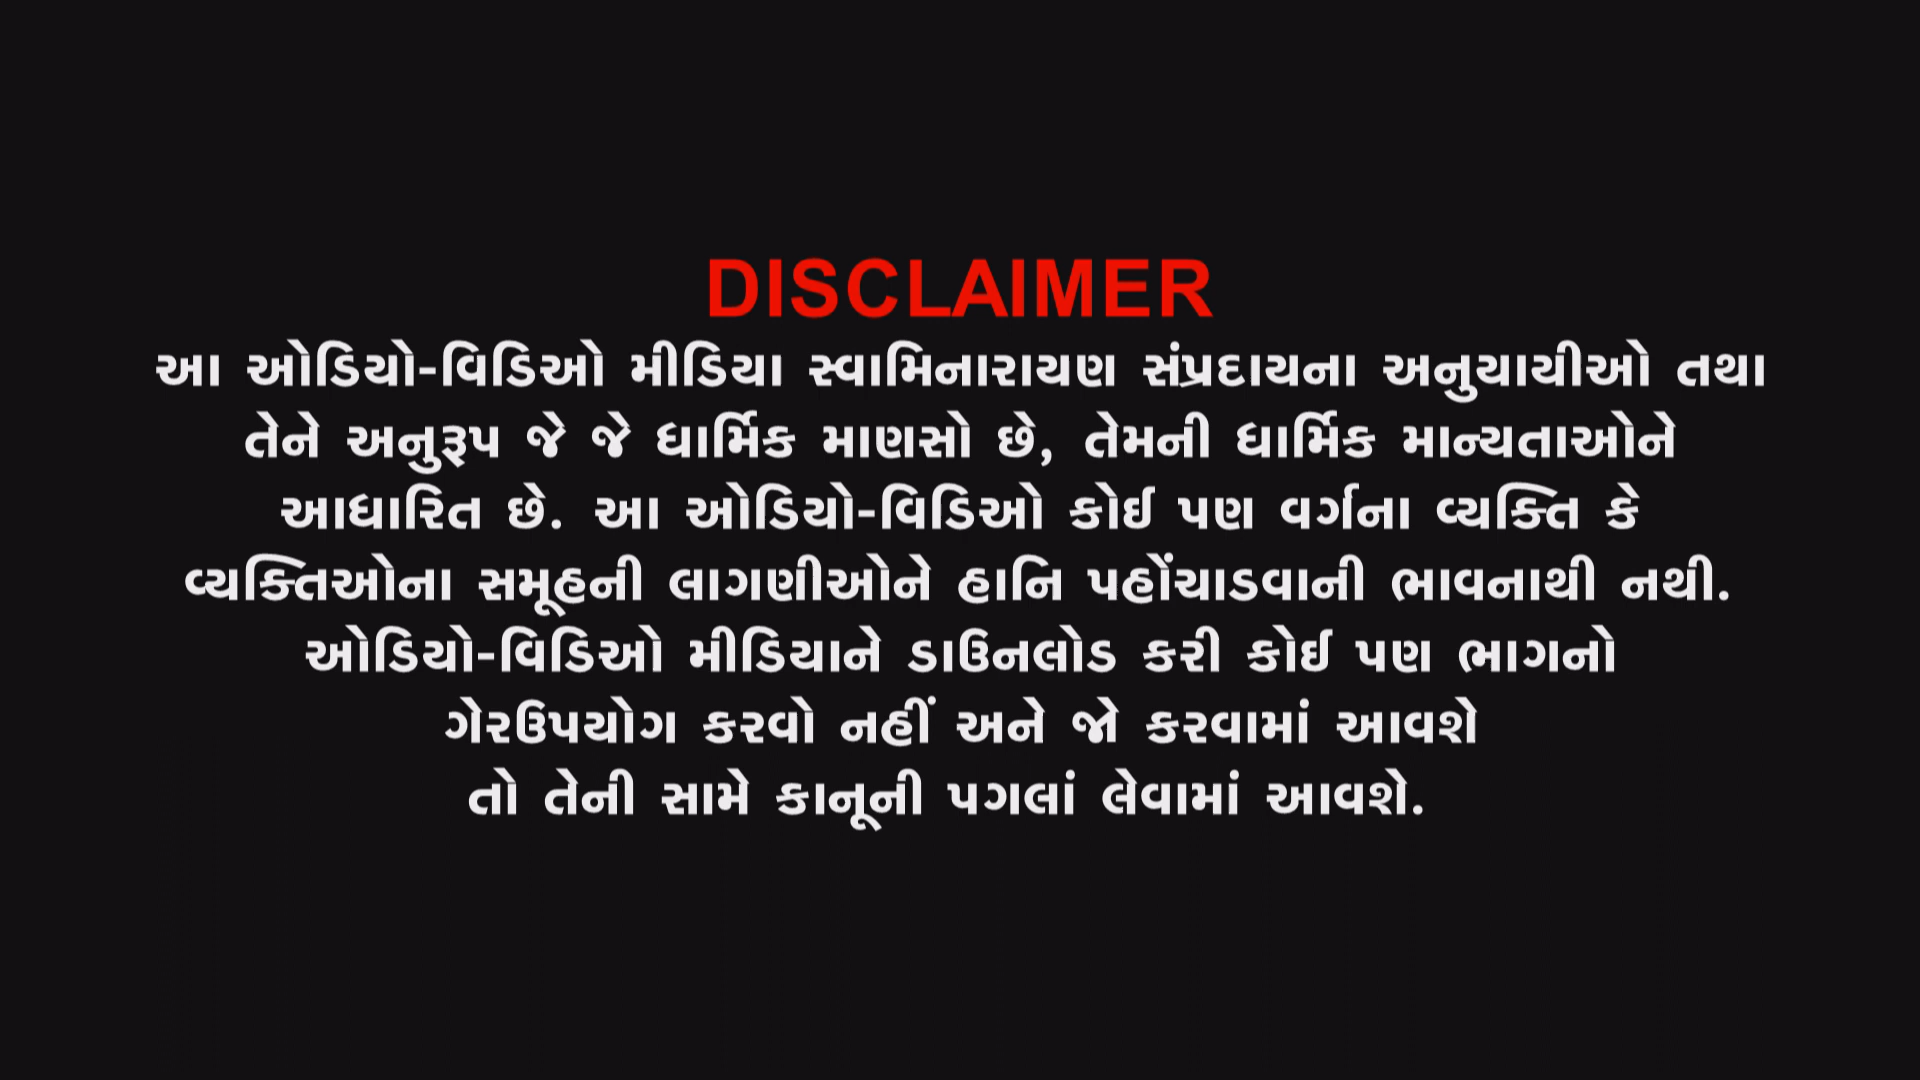 DISCLAIMER
આ ઓડિયો-વિડિઓ મીડિયા સ્વામિનારાયણ સંપ્રદાયના અનુયાયીઓ તથા
તેને અનુરૂપ જે જે ધાર્મિક માણસો છે, તેમની ધાર્મિક માન્યતાઓને
આધારિત છે. આ ઓડિયો-વિડિઓ કોઈ પણ વર્ગના વ્યક્તિ કે
વ્યક્તિઓના સમૂહની લાગણીઓને હાનિ પહોંચાડવાની ભાવનાથી નથી.
ઓડિયો-વિડિઓ મીડિયાને ડાઉનલોડ કરી કોઈ પણ ભાગનો
ગેરઉપયોગ કરવો નહીં અને જો કરવામાં આવશે
તો તેની સામે કાનૂની પગલાં લેવામાં આવશે.